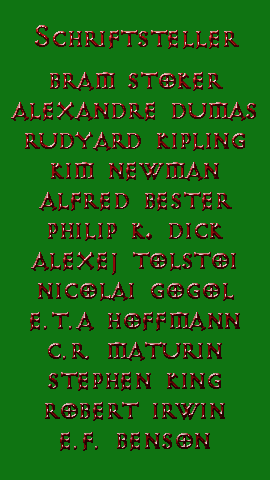 Schriftsteller
BRAM STOKER
ALEXANDRE DUMAS
RUDYARD KIPLING
KIM NEWMAN
ALFRED BESTER
PHILIP K. DICK
ALEXEJ TOLSTOI
NICOLAI GOGOL
E.T.A HOFFMANN
C.R MATURIN
STEPHEN KING
ROBERT IRWIN
E.F. BENSON